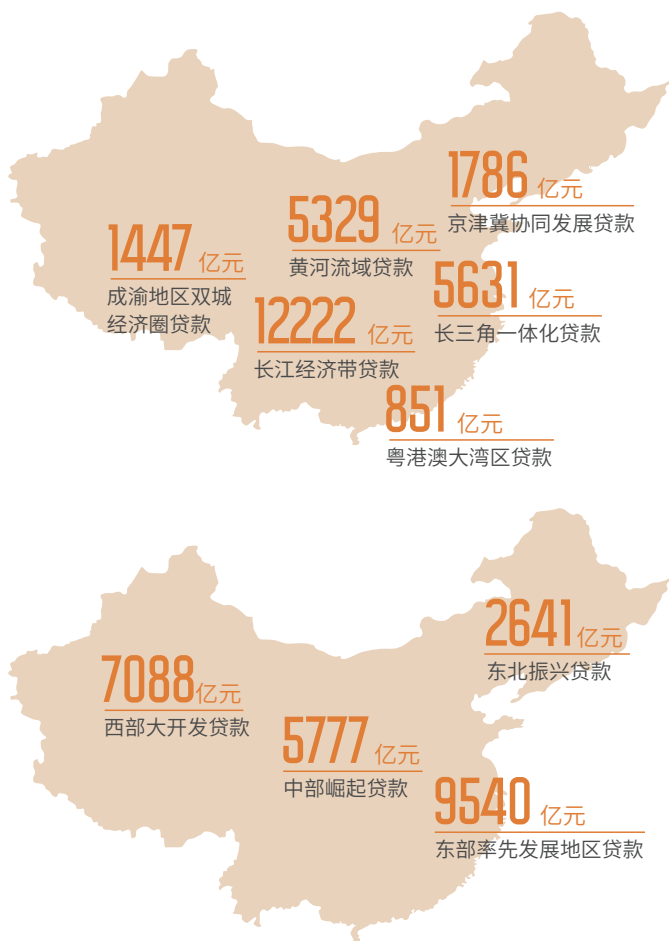 1786 亿元
京津冀协同发展贷款
5329 亿元
黄河流域贷款
1447 亿元
成渝地区双城
经济圈贷款
5631 亿元
长三角一体化贷款
12222 亿元
长江经济带贷款
851 亿元
粤港澳大湾区贷款
2641 亿元
东北振兴贷款
7088 亿元
西部大开发贷款
5777 亿元
中部崛起贷款
9540 亿元
东部率先发展地区贷款